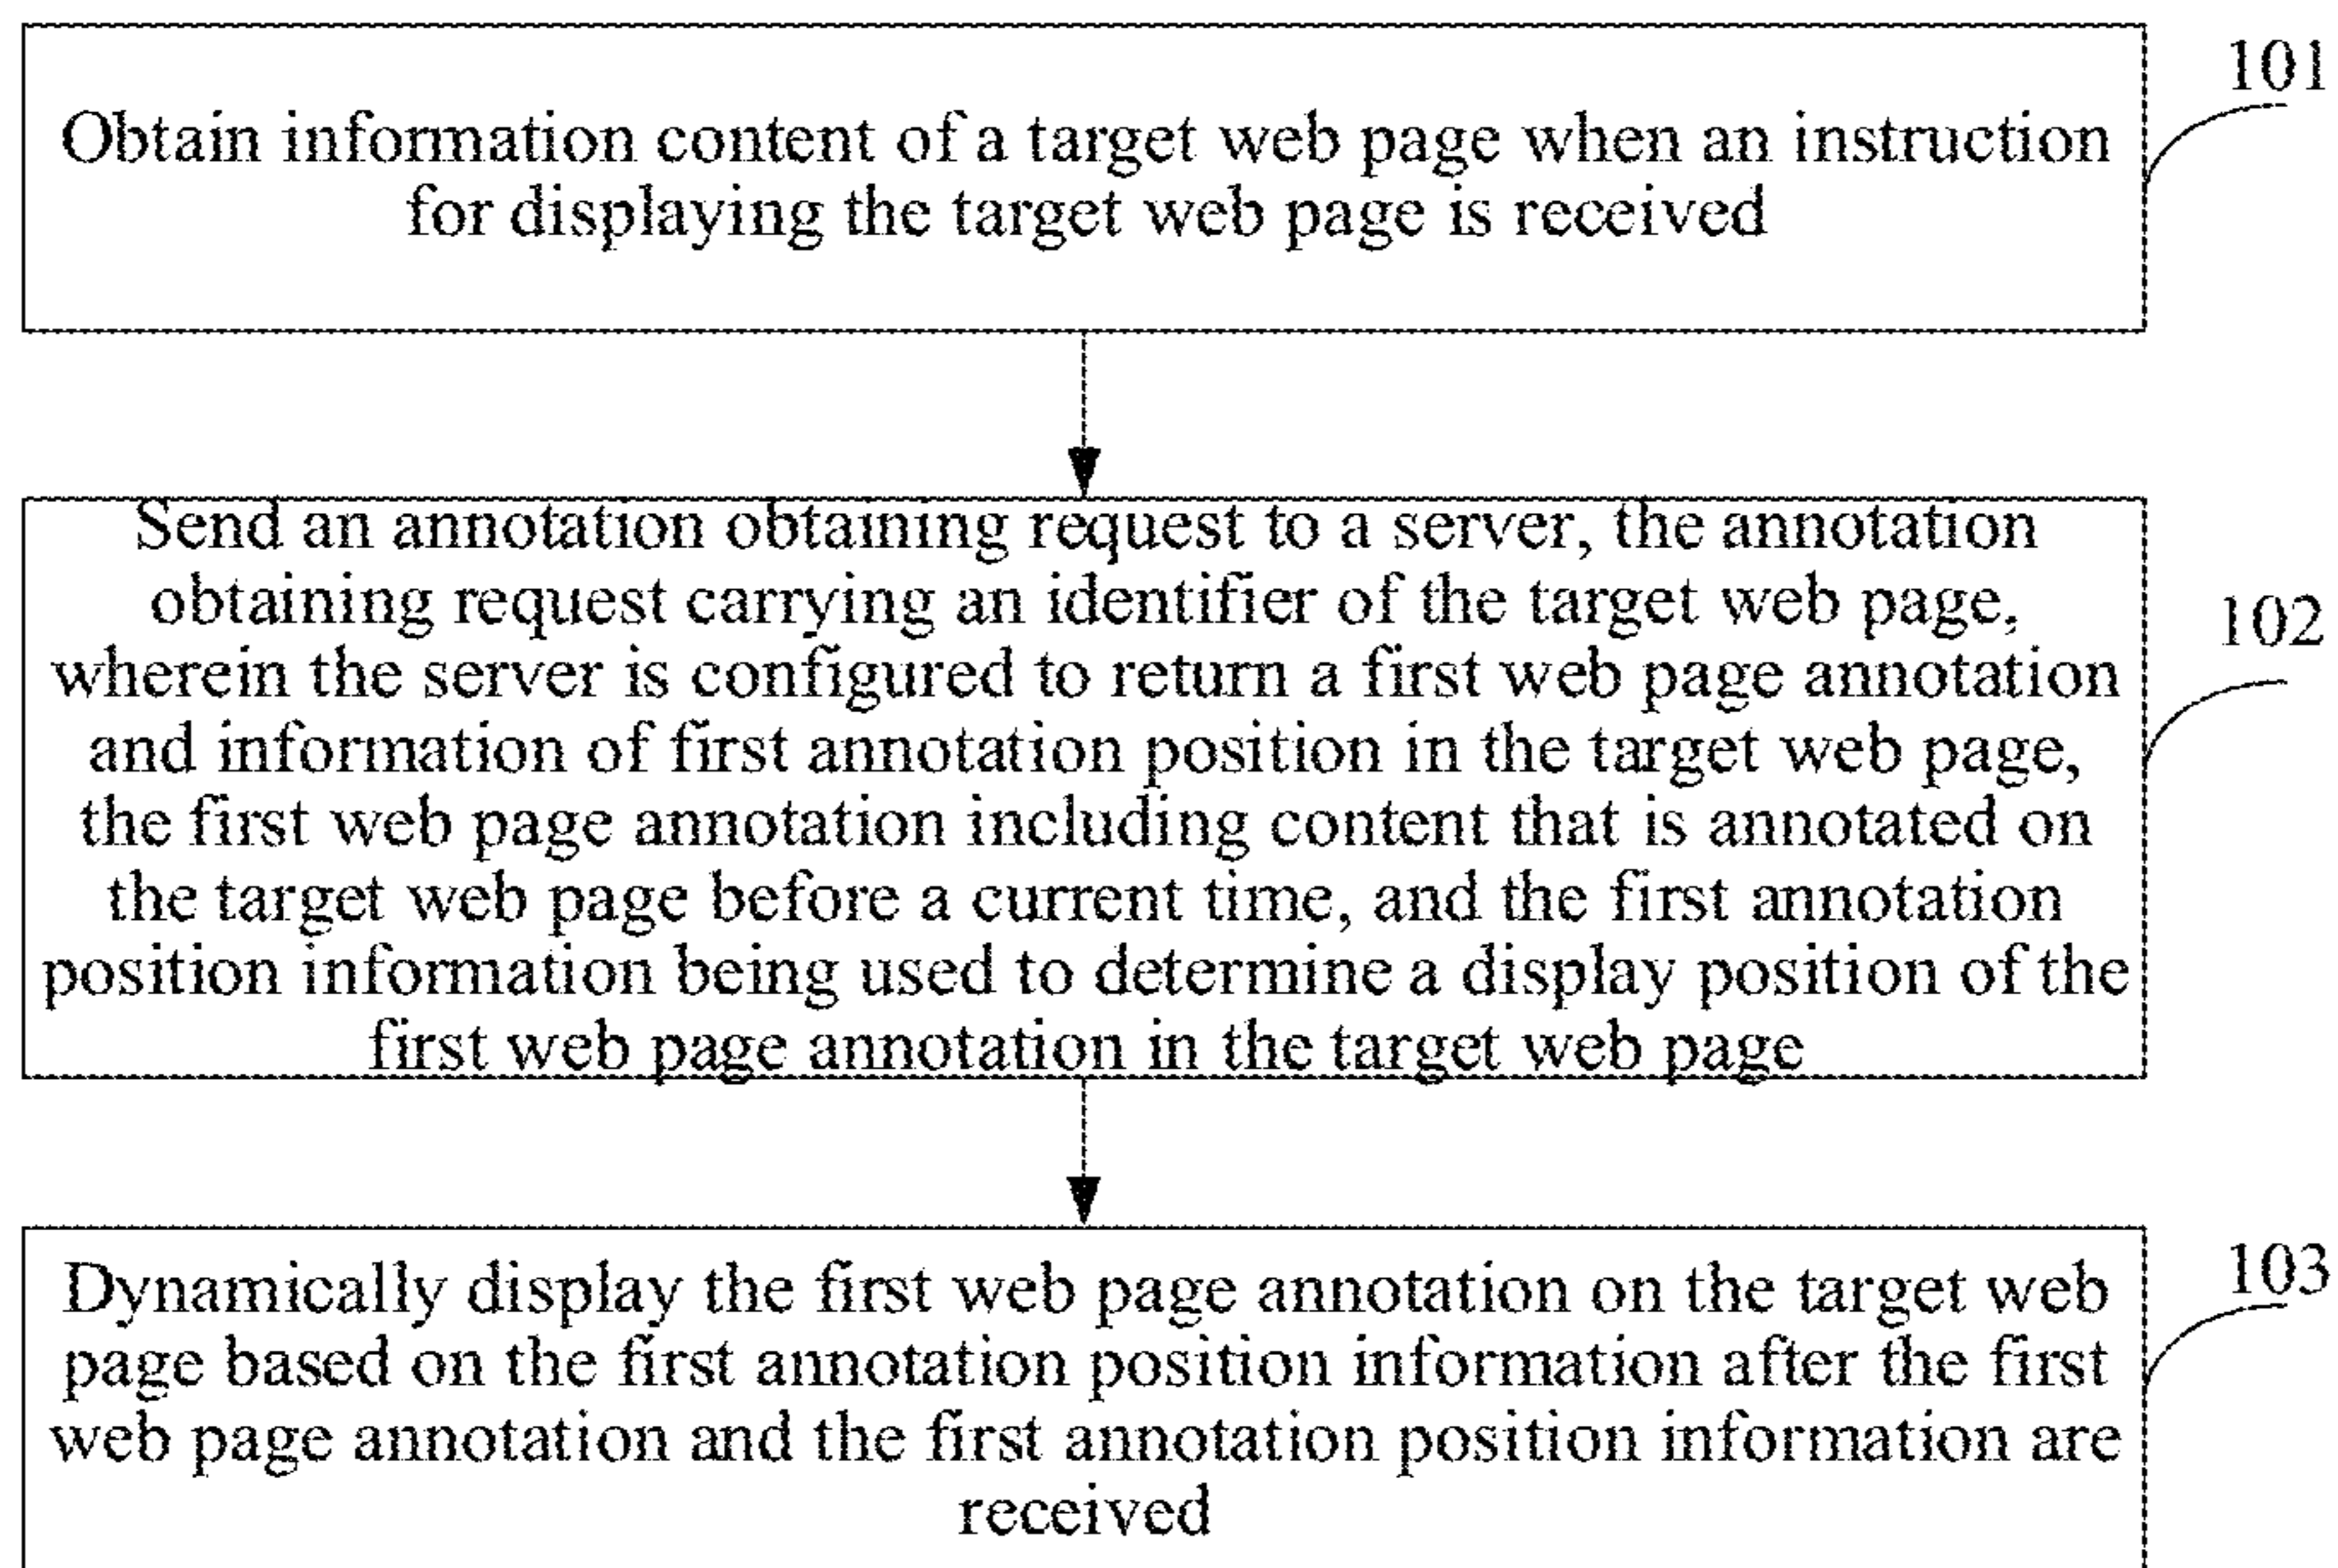 101
Obtain information content of a target web page when an instruction
for displaying the target web page is received
Send an annotation obtaining request to a server, the annotation
obtaining request carrying an identifier of the target web page,
102
wherein the server is configured to return a first web page annotation
and information of first annotation position in the target web page,
the first web page annotation including content that is annotated on
the target web page before a current time, and the first annotation
position information being used to determine a display position of the
first web page annotation in the target web page
103
Dynamically display the first web page annotation on the target web
page based on the first annotation position information after the first
web page annotation and the first annotation position information are
received